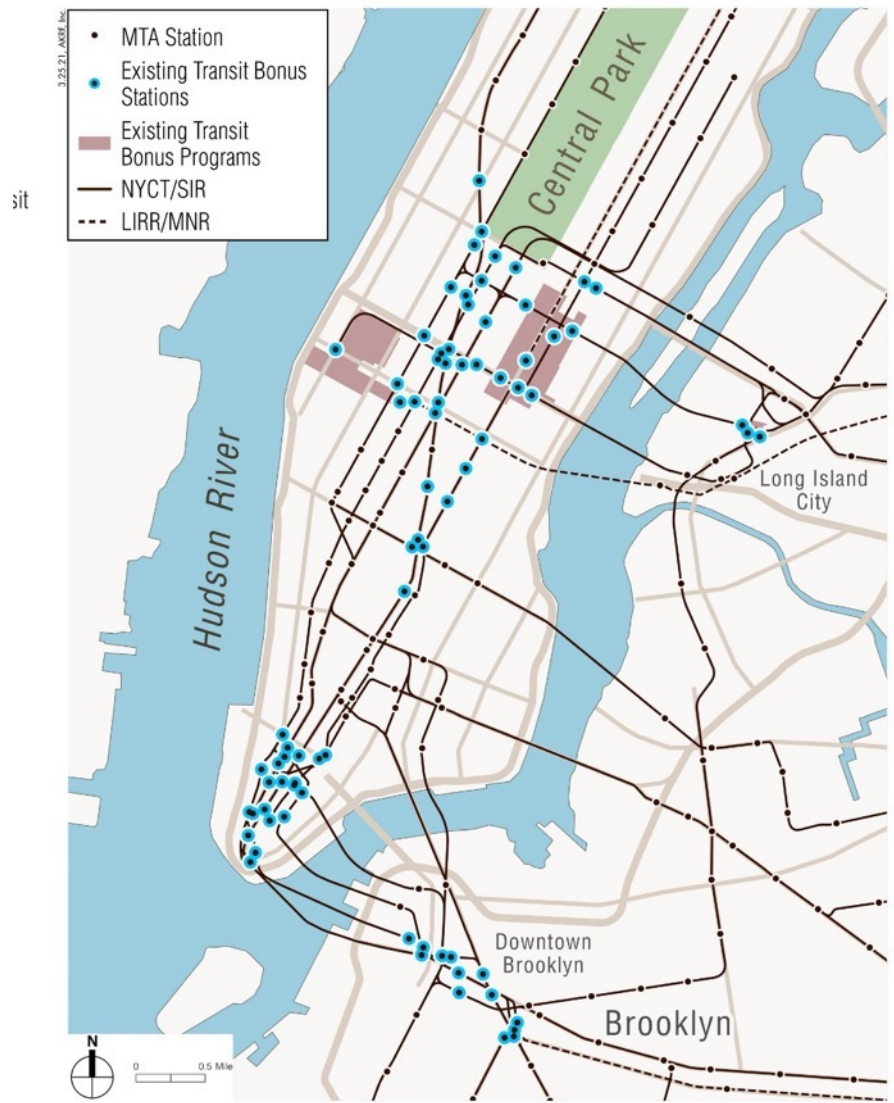 3.25.21, AKRF, Inc.
MTA Station
Existing Transit Bonus
Stations
Existing Transit
Bonus Programs
NYCT/SIR
LIRR/MNR
sit
Central Park
Hudson River
Long Island
City
Downtown
Brooklyn
Brooklyn
N
0 0.5 Mile